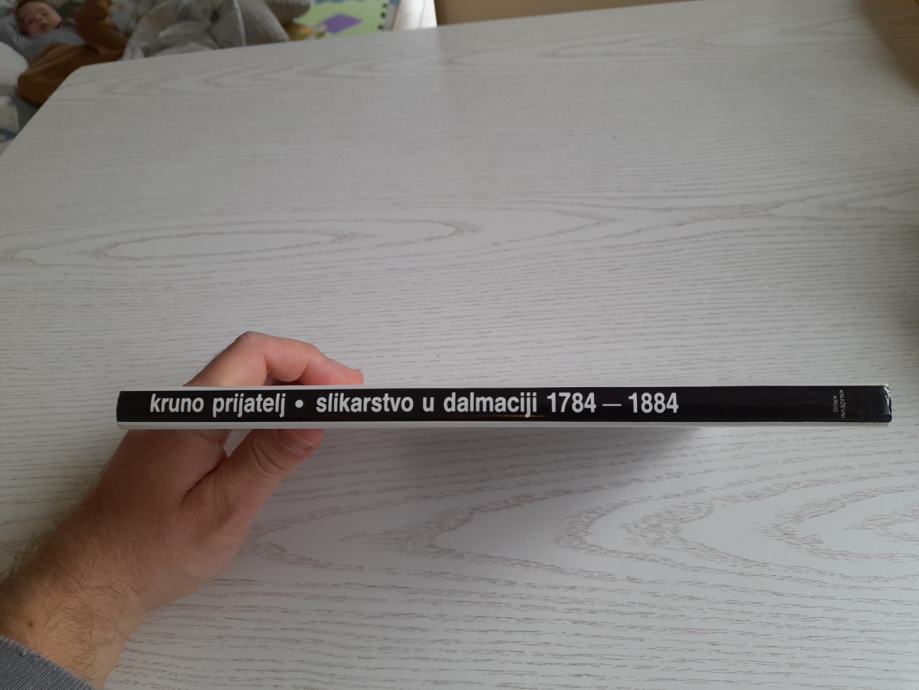 kruno prijatelj • slikarstvo u dalmaciji 1784 — 1884